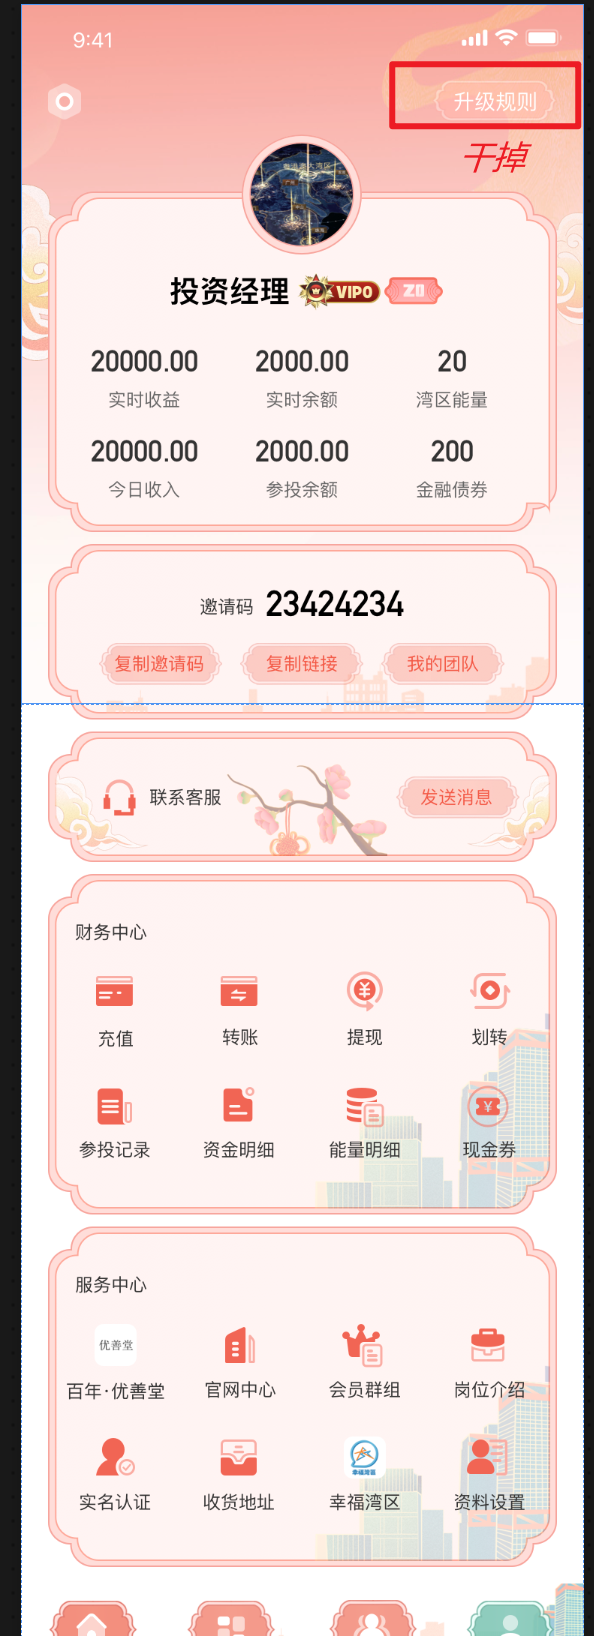 9:41
升级规则
干掉
投资经理 VIP0 Z0
20000.00 2000.00 20
实时收益 实时余额 湾区能量
20000.00 2000.00 200
今日收入 参投余额 金融债券
邀请码 23424234
复制邀请码 复制链接 我的团队
联系客服 发送消息
财务中心
充值 转账 提现 划转
参投记录 资金明细 能量明细 现金券
服务中心
优善堂
百年·优善堂 官网中心 会员群组 岗位介绍
幸福湾区
实名认证 收货地址 幸福湾区 资料设置